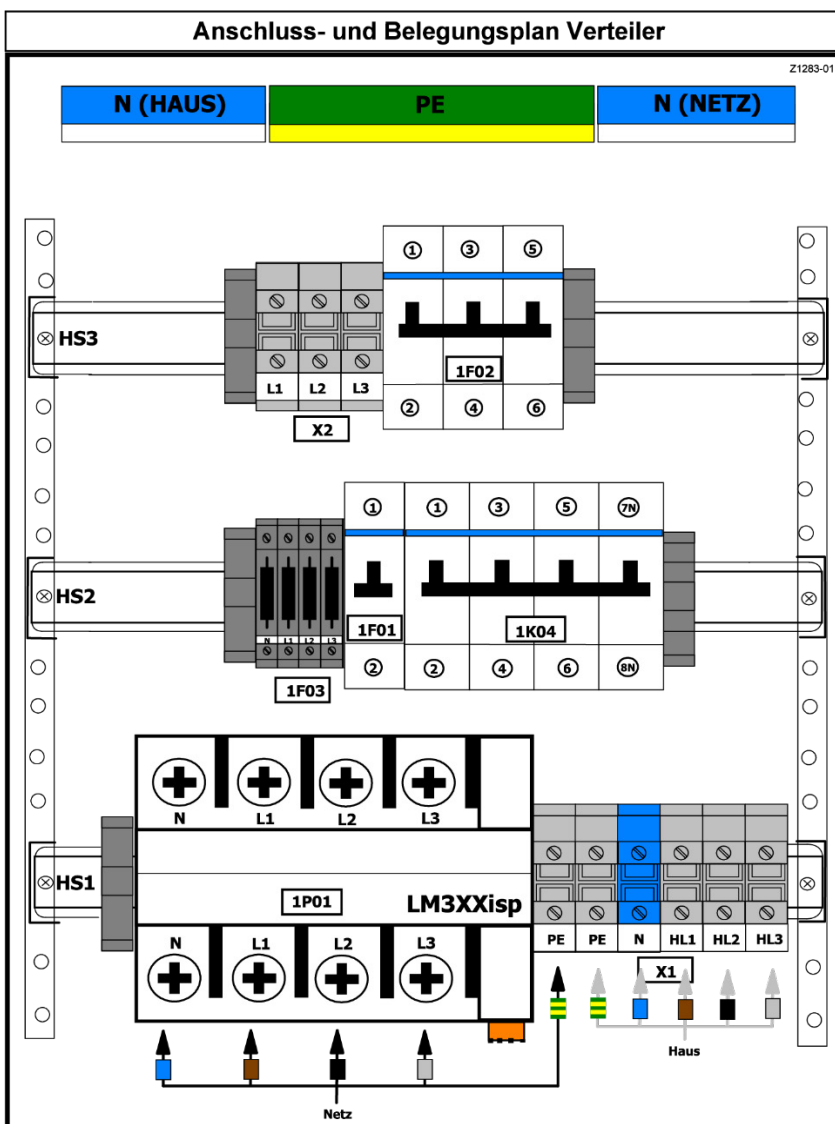 Anschluss- und Belegungsplan Verteiler
Z1283-01
N (HAUS) PE N (NETZ)
① ③ ⑤
HS3
1F02
L1 L2 L3
② ④ ⑥
X2
① ① ③ ⑤ 7N
HS2
N L1 L2 L3
1F01 1K04
② ② ④ ⑥ 8N
1F03
N L1 L2 L3
HS1
1P01 LM3XXisp
N L1 L2 L3
PE PE N HL1 HL2 HL3
X1
Haus
Netz